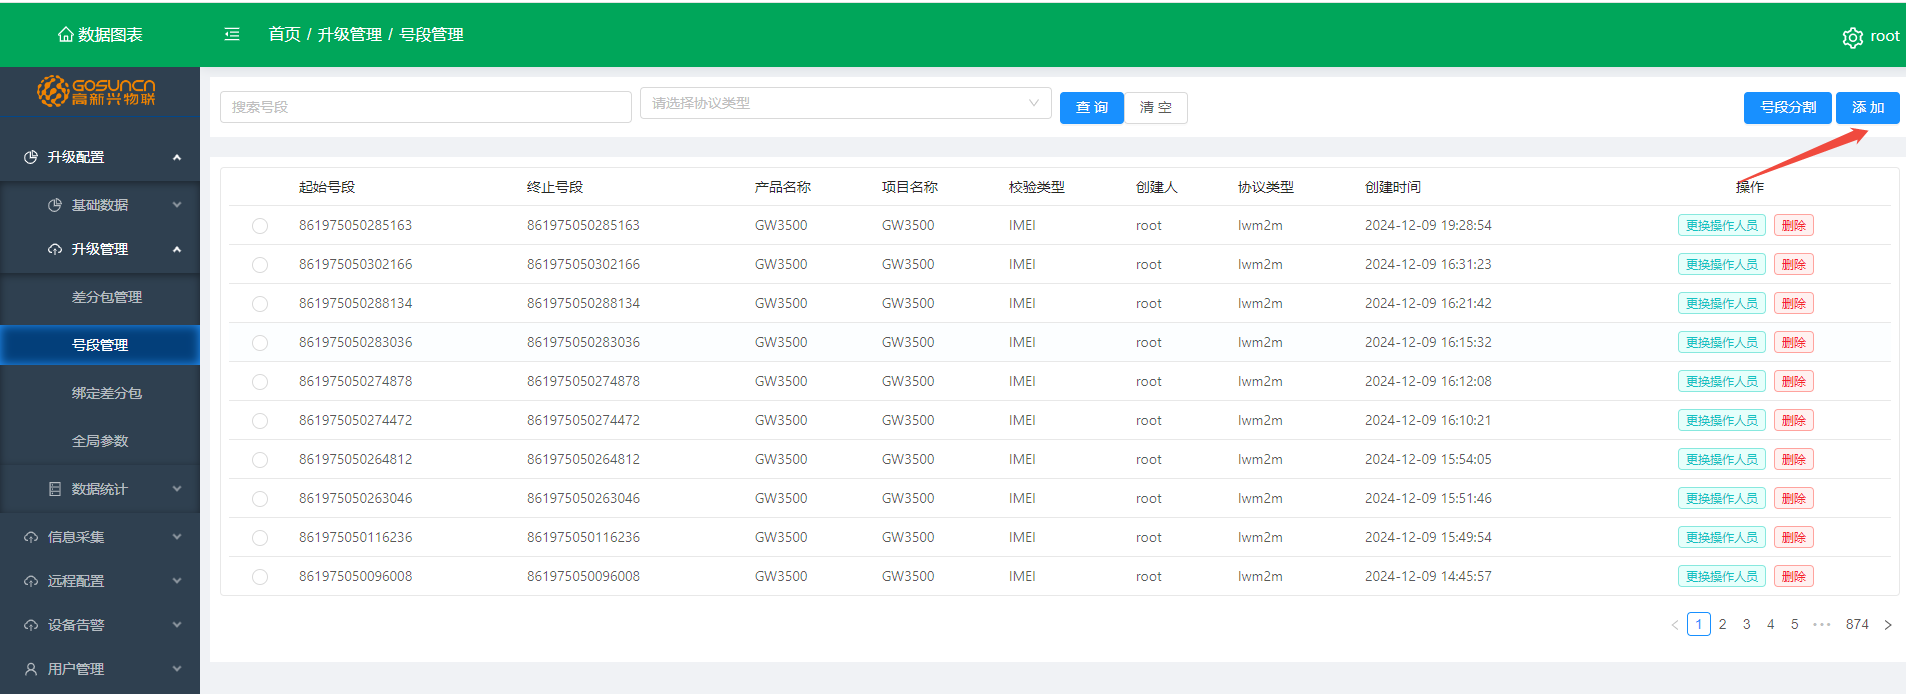 数据图表
首页 / 升级管理 / 号段管理
root
GOSUNCN
高新兴物联
升级配置
基础数据
升级管理
差分包管理
号段管理
绑定差分包
全局参数
数据统计
信息采集
远程配置
设备告警
用户管理
搜索号段 请选择协议类型 查 询 清 空 号段分割 添 加
起始号段 终止号段 产品名称 项目名称 校验类型 创建人 协议类型 创建时间 操作
861975050285163 861975050285163 GW3500 GW3500 IMEI root lwm2m 2024-12-09 19:28:54 更换操作人员 删除
861975050302166 861975050302166 GW3500 GW3500 IMEI root lwm2m 2024-12-09 16:31:23 更换操作人员 删除
861975050288134 861975050288134 GW3500 GW3500 IMEI root lwm2m 2024-12-09 16:21:42 更换操作人员 删除
861975050283036 861975050283036 GW3500 GW3500 IMEI root lwm2m 2024-12-09 16:15:32 更换操作人员 删除
861975050274878 861975050274878 GW3500 GW3500 IMEI root lwm2m 2024-12-09 16:12:08 更换操作人员 删除
861975050274472 861975050274472 GW3500 GW3500 IMEI root lwm2m 2024-12-09 16:10:21 更换操作人员 删除
861975050264812 861975050264812 GW3500 GW3500 IMEI root lwm2m 2024-12-09 15:54:05 更换操作人员 删除
861975050263046 861975050263046 GW3500 GW3500 IMEI root lwm2m 2024-12-09 15:51:46 更换操作人员 删除
861975050116236 861975050116236 GW3500 GW3500 IMEI root lwm2m 2024-12-09 15:49:54 更换操作人员 删除
861975050096008 861975050096008 GW3500 GW3500 IMEI root lwm2m 2024-12-09 14:45:57 更换操作人员 删除
< 1 2 3 4 5 ••• 874 >